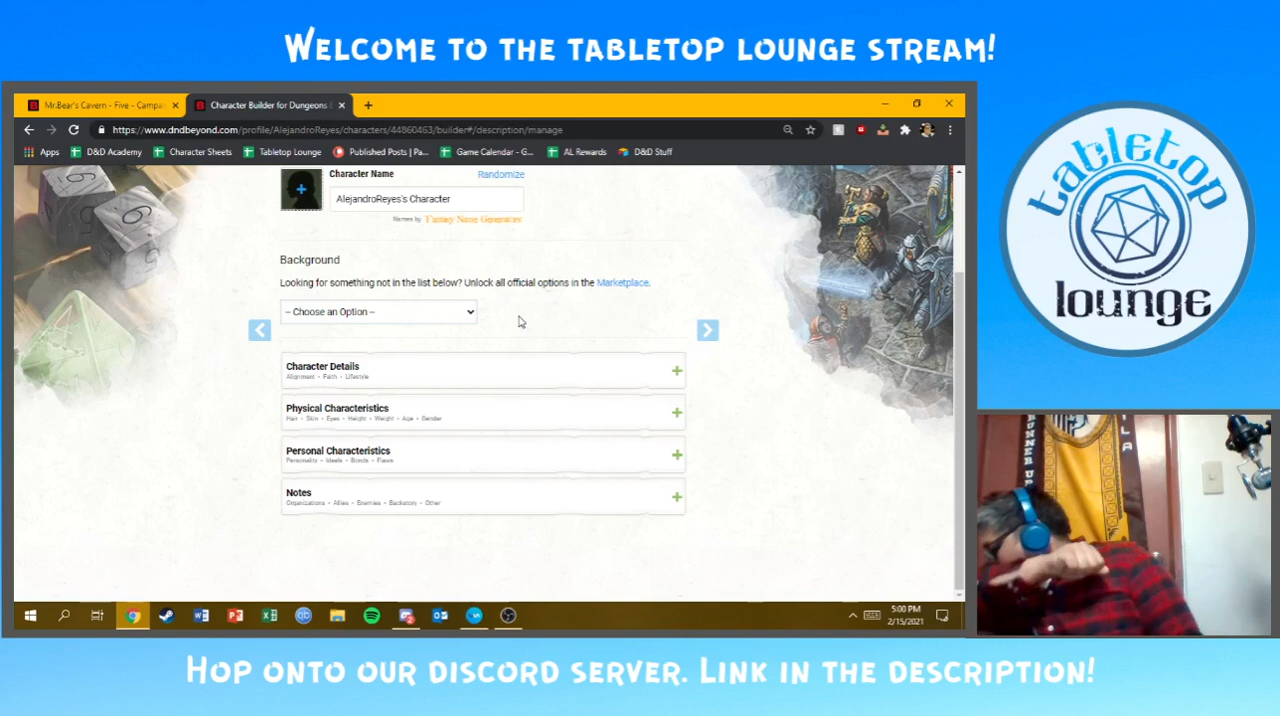 WELCOME TO THE TABLETOP LOUNGE STREAM!
Mr.Bear's Cavern - Five - Campa
Character Builder for Dungeons &
https://www.dndbeyond.com/profile/AlejandroReyes/characters/44860463/builder#/description/manage
Apps D&D Academy Character Sheets Tabletop Lounge Published Posts | Pa... Game Calendar - G... AL Rewards D&D Stuff
Character Name Randomize
AlejandroReyes's Character
Names by Fantasy Name Generators
Background
Looking for something not in the list below? Unlock all official options in the Marketplace.
-- Choose an Option --
Character Details
Alignment • Faith • Lifestyle
Physical Characteristics
Hair • Skin • Eyes • Height • Weight • Age • Gender
Personal Characteristics
Personality • Ideals • Bonds • Flaws
Notes
Organizations • Allies • Enemies • Backstory • Other
5:00 PM
2/15/2021
tabletop
lounge
RUNNER UP
LA
HOP ONTO OUR DISCORD SERVER. LINK IN THE DESCRIPTION!